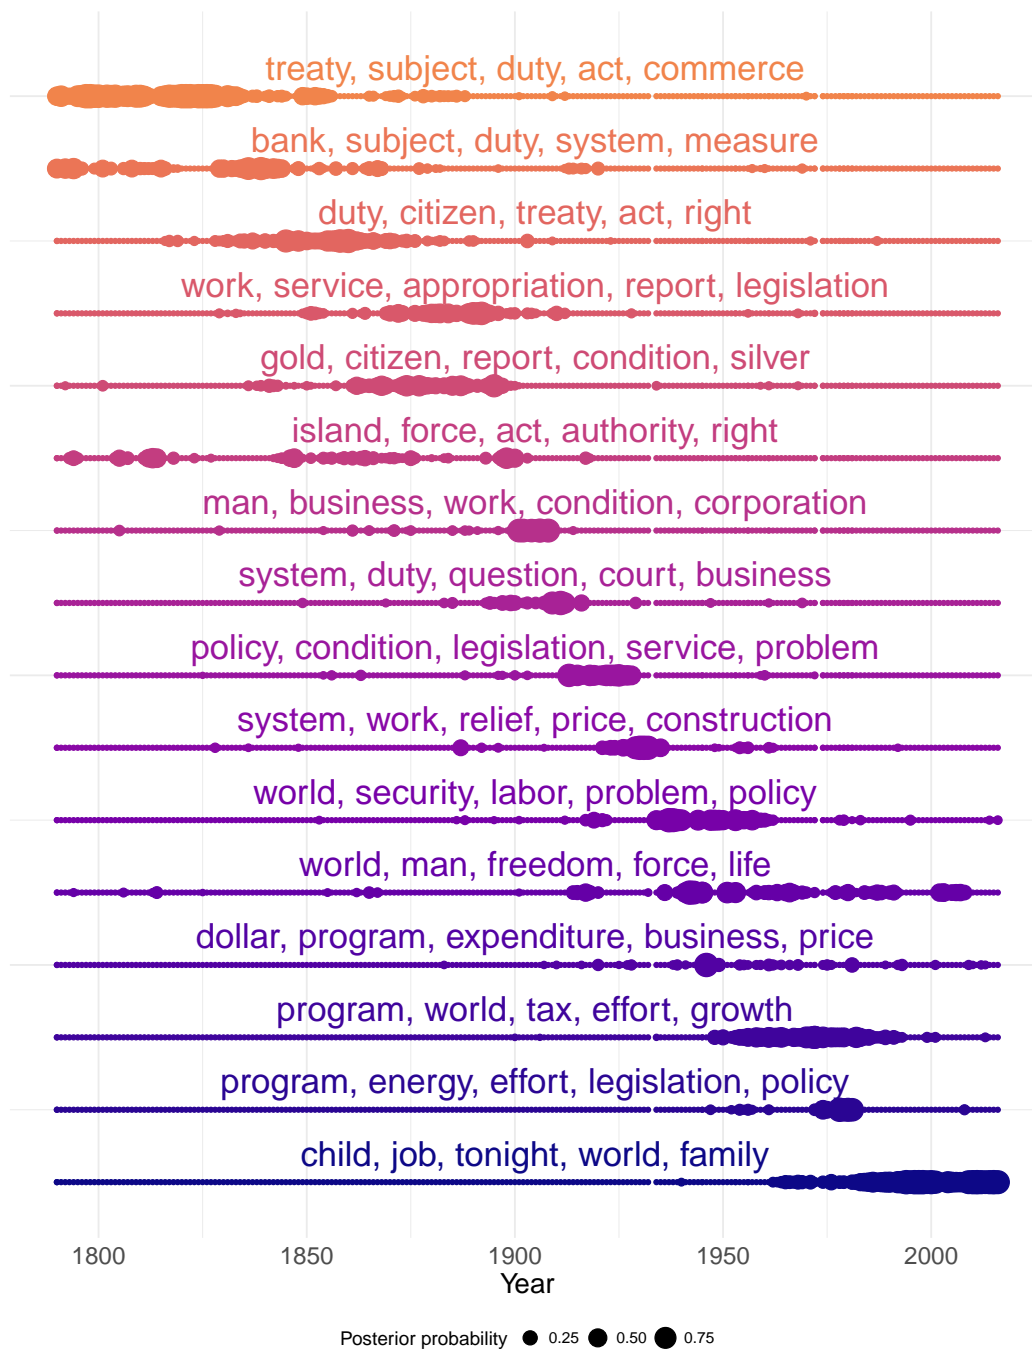 treaty, subject, duty, act, commerce
bank, subject, duty, system, measure
duty, citizen, treaty, act, right
work, service, appropriation, report, legislation
gold, citizen, report, condition, silver
island, force, act, authority, right
man, business, work, condition, corporation
system, duty, question, court, business
policy, condition, legislation, service, problem
system, work, relief, price, construction
world, security, labor, problem, policy
world, man, freedom, force, life
dollar, program, expenditure, business, price
program, world, tax, effort, growth
program, energy, effort, legislation, policy
child, job, tonight, world, family
1800 1850 1900 1950 2000
Year
Posterior probability 0.25 0.50 0.75